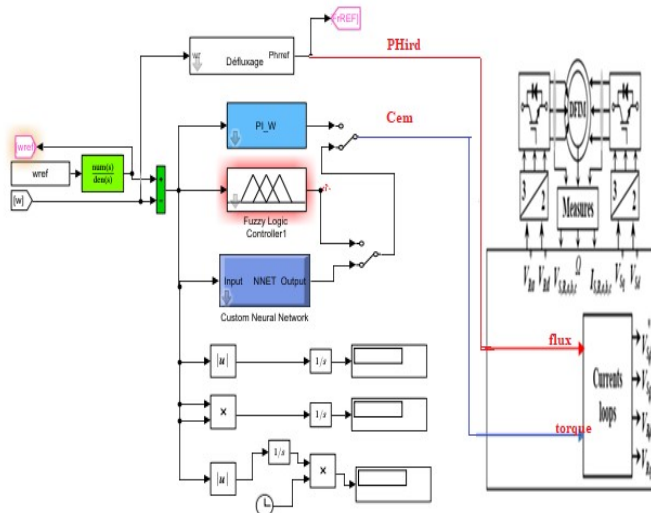 rREF]
PHird
wr
Phrref
Défluxage
PI_W
Cem
DFIM
[wref]
wref
num(s)
den(s)
+
-
[w]
Fuzzy Logic
Controller1
3
2
Measures
3
2
Input NNET Output
Custom Neural Network
Ω
flux
|u|
1/s
Currents
loops
×
1/s
torque
|u|
1/s
×